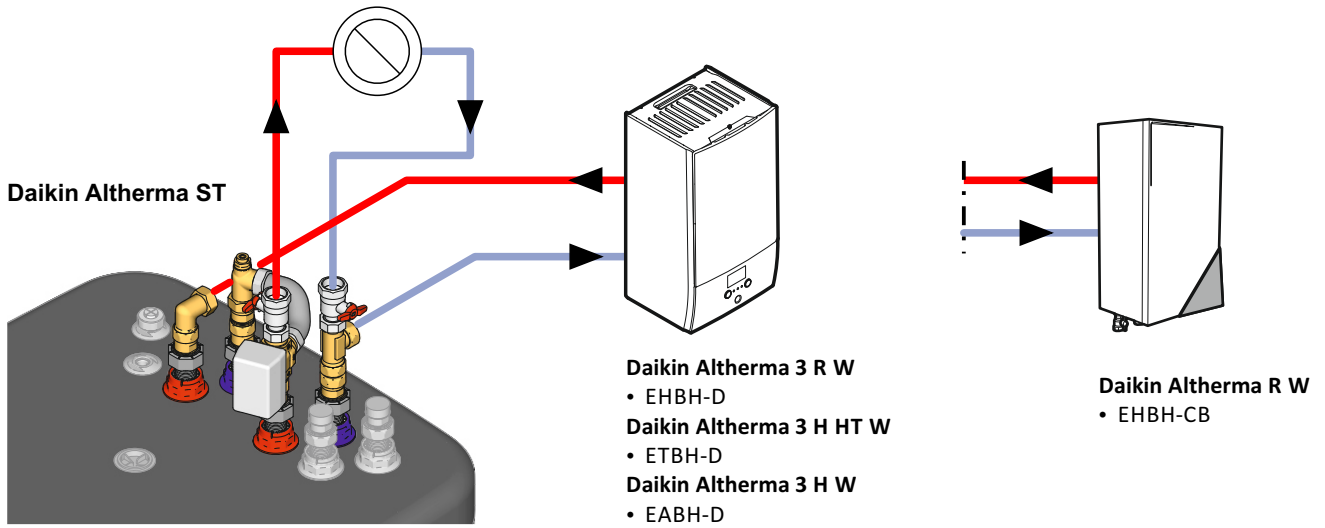 Daikin Altherma ST
Daikin Altherma 3 R W
• EHBH-D
Daikin Altherma 3 H HT W
• ETBH-D
Daikin Altherma 3 H W
• EABH-D
Daikin Altherma R W
• EHBH-CB